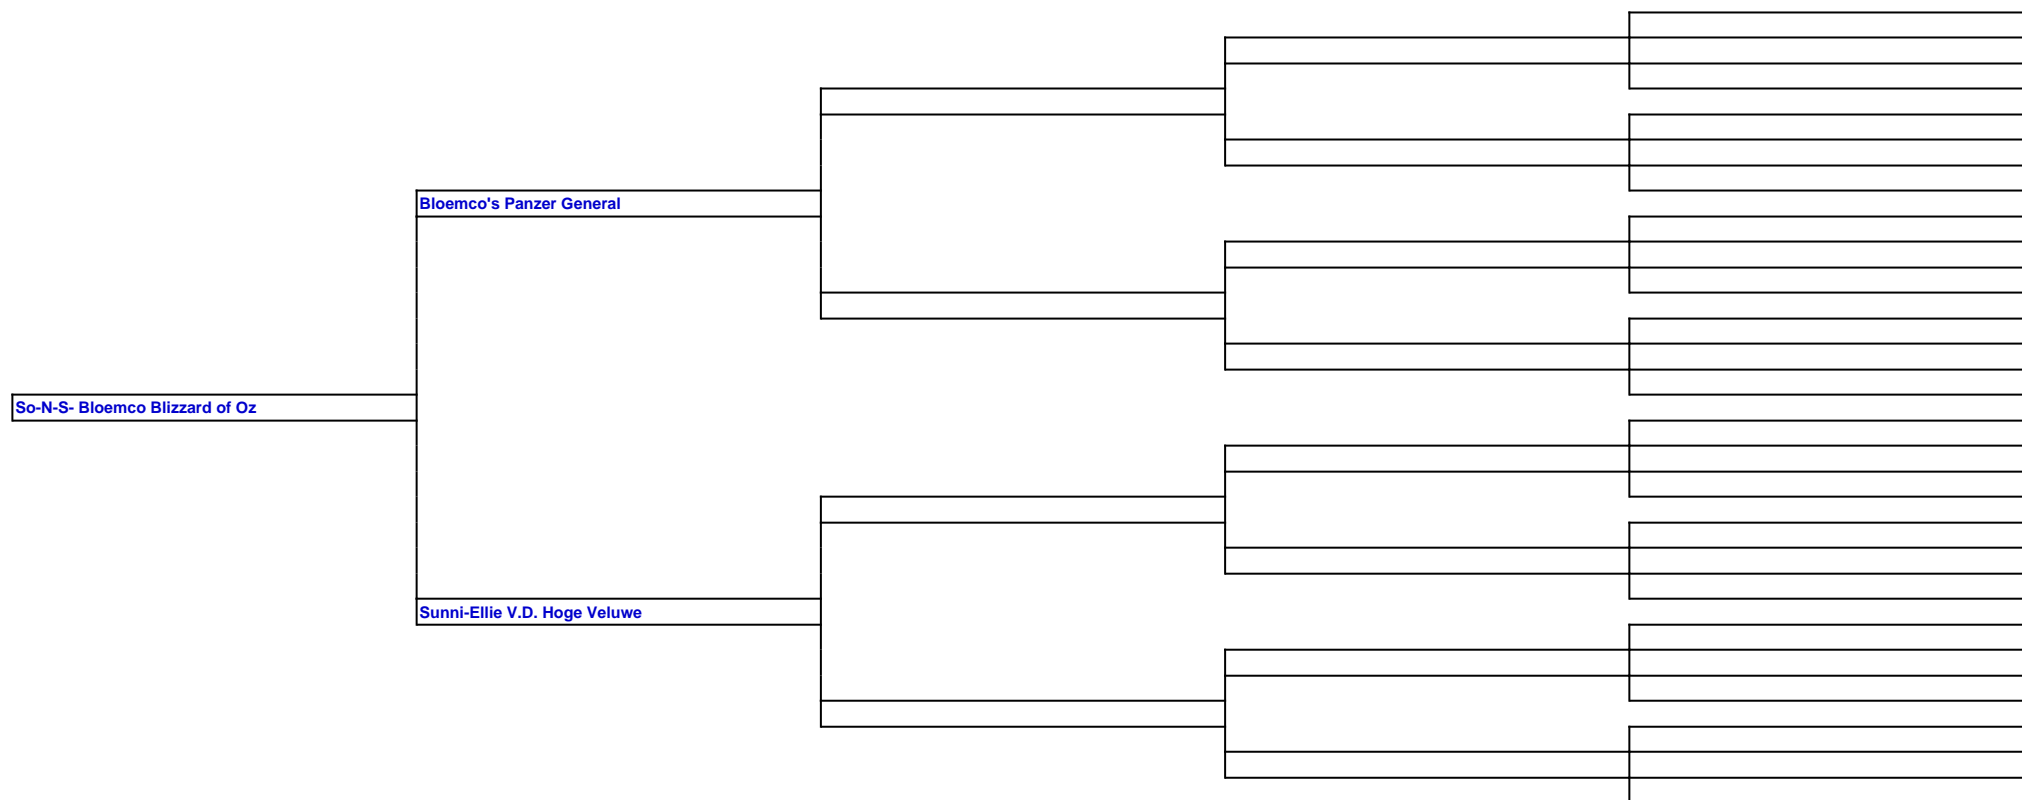 Bloemco's Panzer General
So-N-S- Bloemco Blizzard of Oz
Sunni-Ellie V.D. Hoge Veluwe